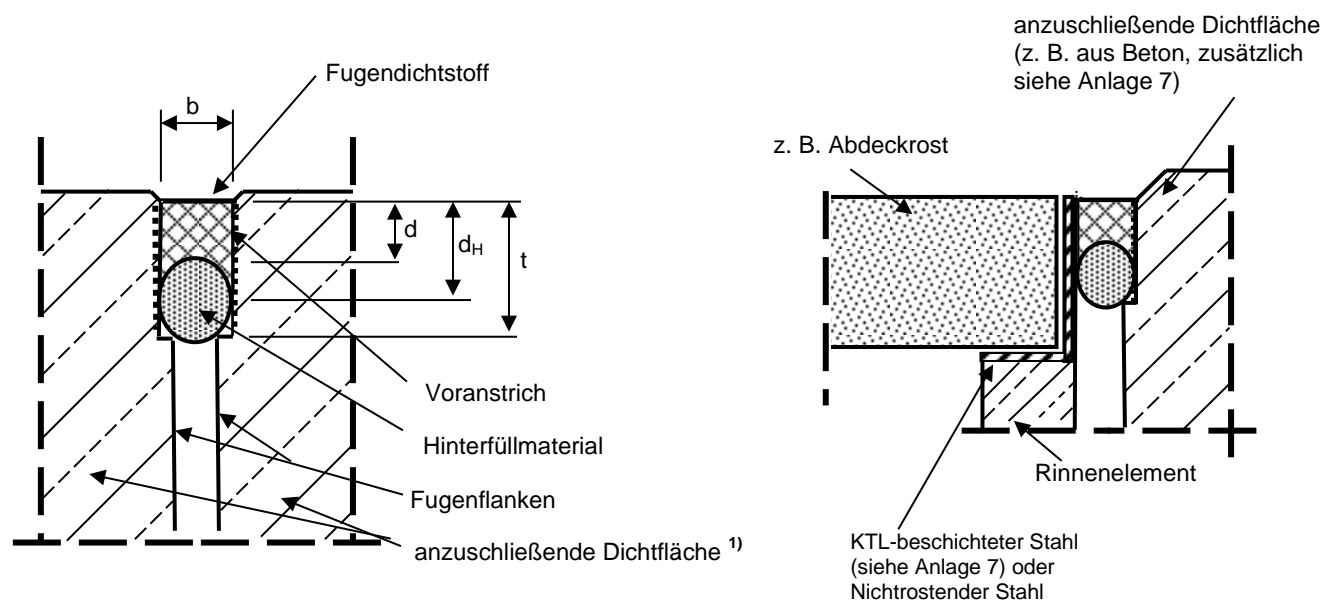 Fugendichtstoff
b
d
dH
t
Voranstrich
Hinterfüllmaterial
Fugenflanken
anzuschließende Dichtfläche 1)
anzuschließende Dichtfläche
(z. B. aus Beton, zusätzlich
siehe Anlage 7)
z. B. Abdeckrost
Rinnenelement
KTL-beschichteter Stahl
(siehe Anlage 7) oder
Nichtrostender Stahl